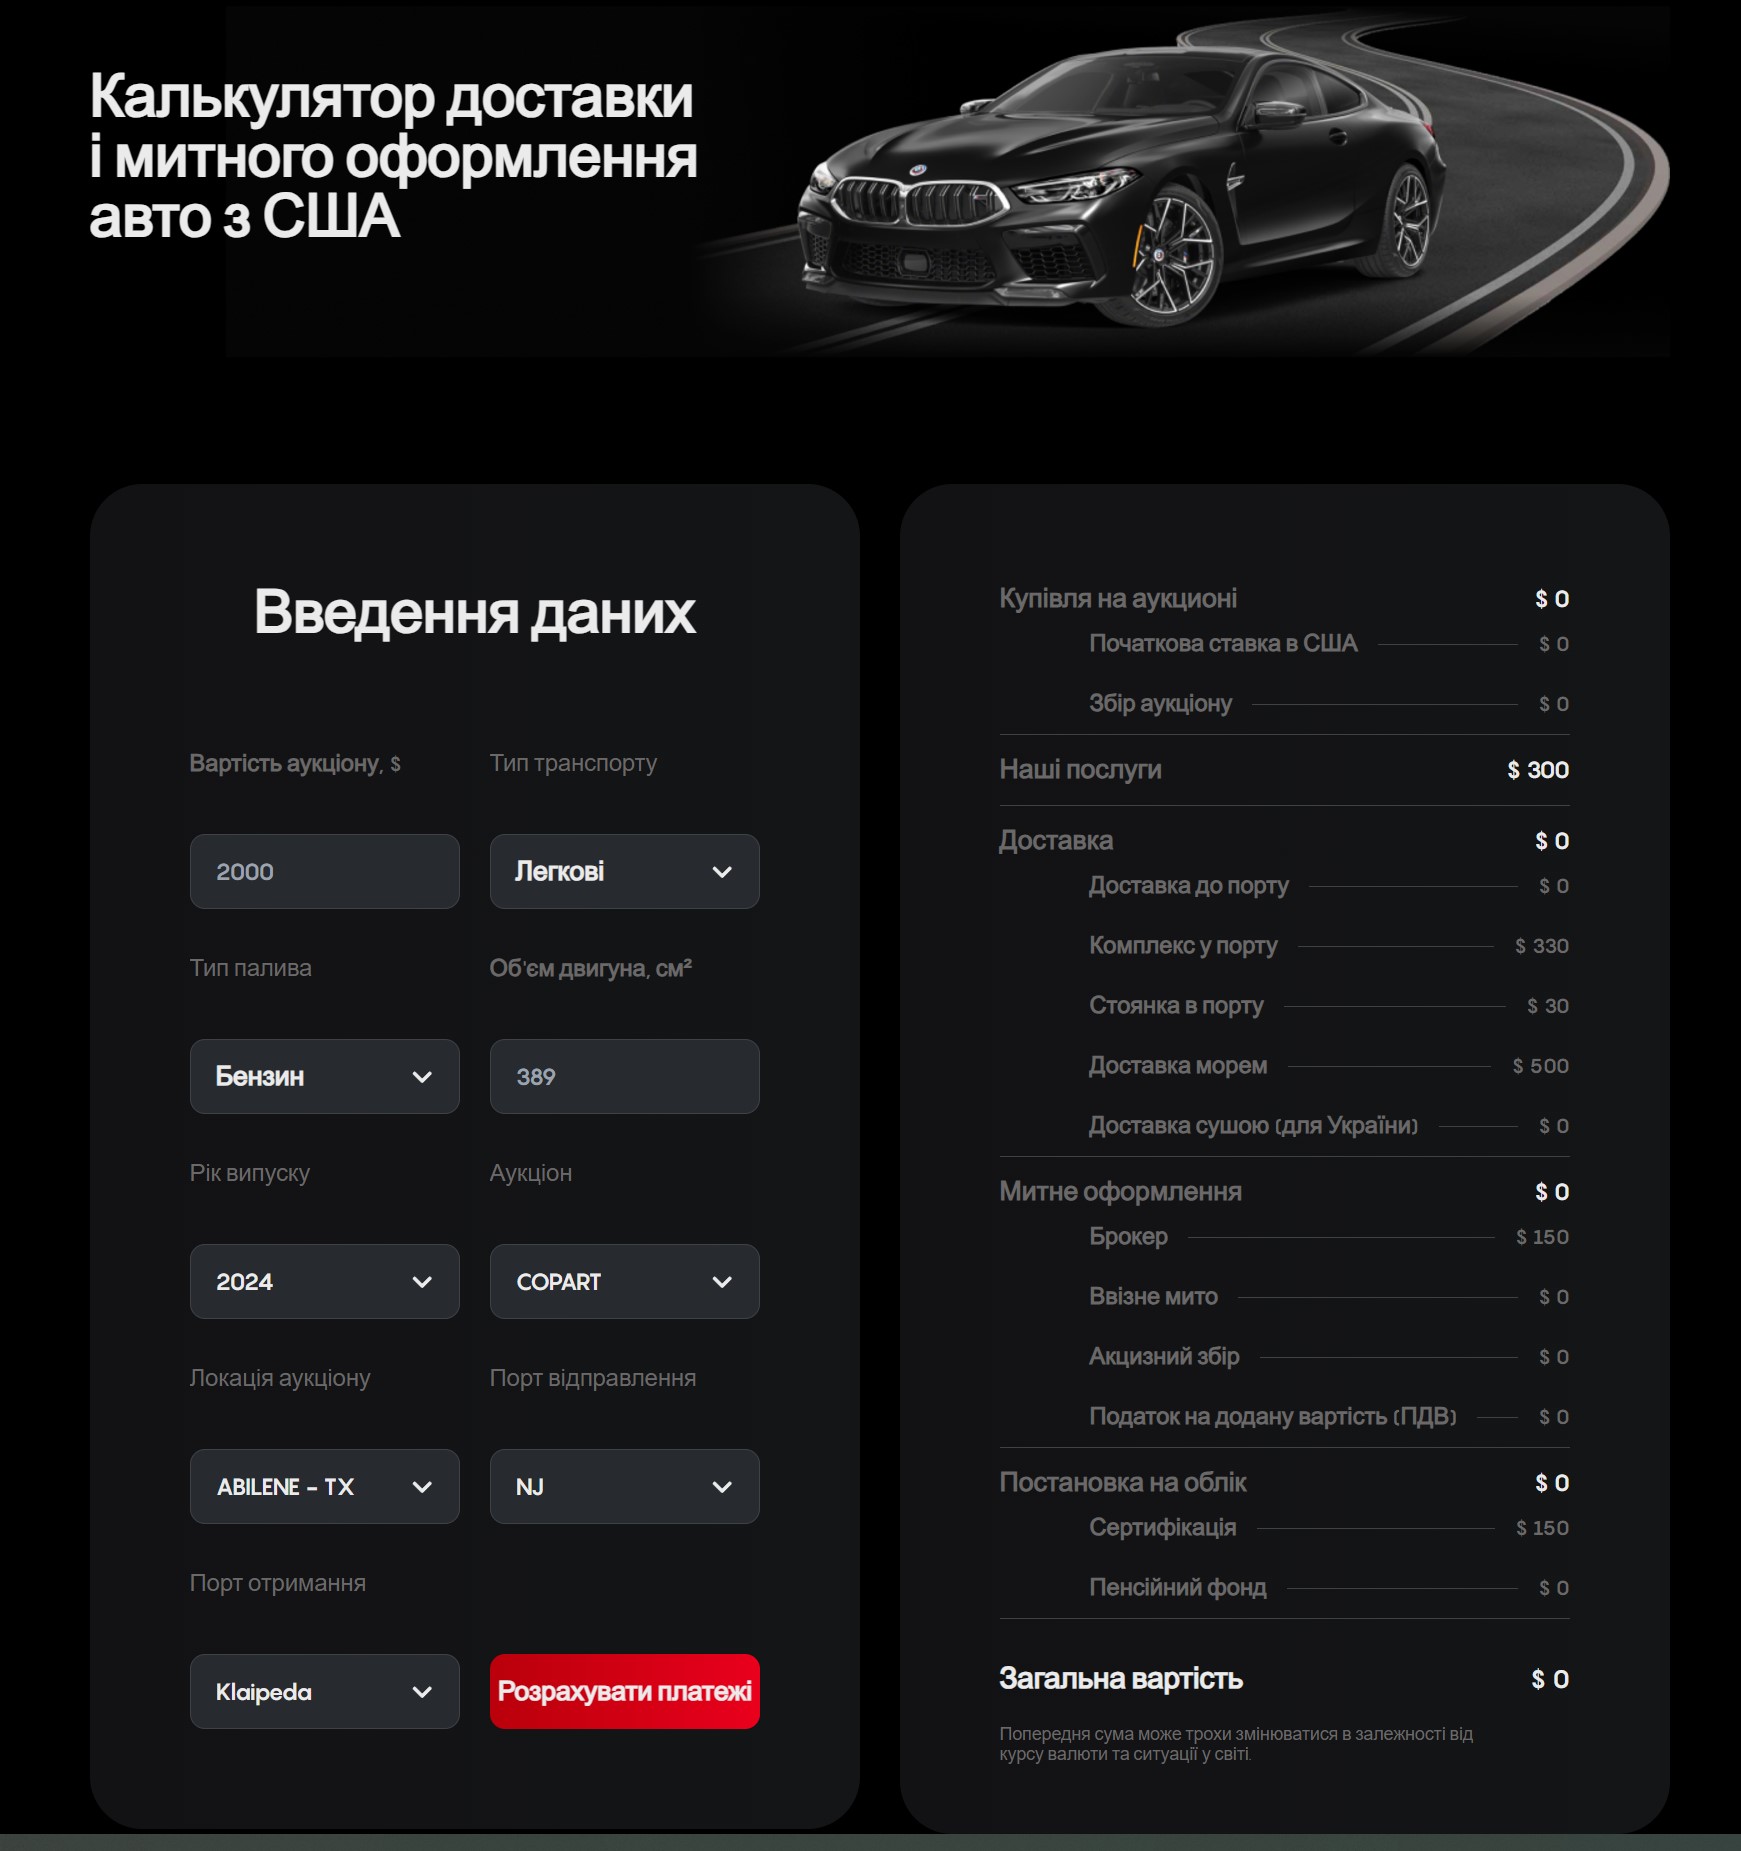 Калькулятор доставки
і митного оформлення
авто з США
Введення даних
Вартість аукціону, $
Тип транспорту
2000
Легкові
Тип палива
Об'єм двигуна, см²
Бензин
389
Рік випуску
Аукціон
2024
COPART
Локація аукціону
Порт відправлення
ABILENE - TX
NJ
Порт отримання
Klaipeda
Розрахувати платежі
Купівля на аукционі $ 0
Початкова ставка в США $ 0
Збір аукціону $ 0
Наші послуги $ 300
Доставка $ 0
Доставка до порту $ 0
Комплекс у порту $ 330
Стоянка в порту $ 30
Доставка морем $ 500
Доставка сушою (для України) $ 0
Митне оформлення $ 0
Брокер $ 150
Ввізне мито $ 0
Акцизний збір $ 0
Податок на додану вартість (ПДВ) $ 0
Постановка на облік $ 0
Сертифікація $ 150
Пенсійний фонд $ 0
Загальна вартість $ 0
Попередня сума може трохи змінюватися в залежності від
курсу валюти та ситуації у світі.